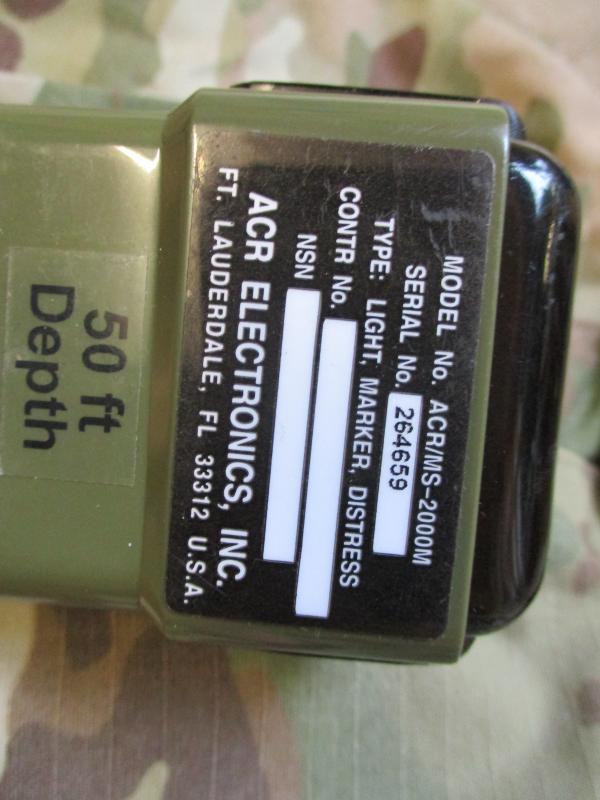 MODEL No. ACR/MS-2000M
SERIAL No. 264659
TYPE: LIGHT, MARKER, DISTRESS
CONTR No.
NSN
ACR ELECTRONICS, INC.
FT. LAUDERDALE, FL 33312 U.S.A.
50 ft
Depth